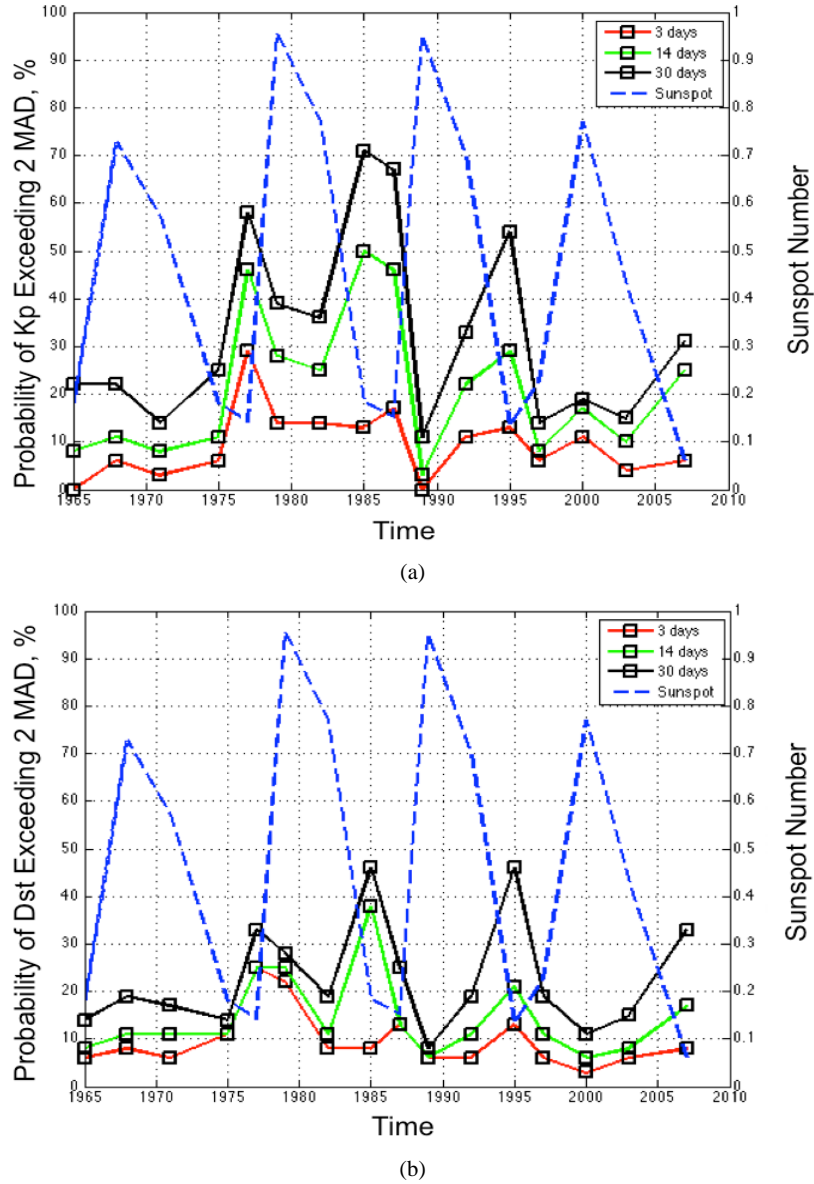 100
90
80
70
60
50
40
30
20
10
0
Probability of Kp Exceeding 2 MAD, %
3 days
14 days
30 days
Sunspot
1
0.9
0.8
0.7
0.6
0.5
0.4
0.3
0.2
0.1
0
Sunspot Number
1965 1970 1975 1980 1985 1990 1995 2000 2005 2010
Time
(a)
100
90
80
70
60
50
40
30
20
10
0
Probability of Dst Exceeding 2 MAD, %
3 days
14 days
30 days
Sunspot
1
0.9
0.8
0.7
0.6
0.5
0.4
0.3
0.2
0.1
0
Sunspot Number
1965 1970 1975 1980 1985 1990 1995 2000 2005 2010
Time
(b)